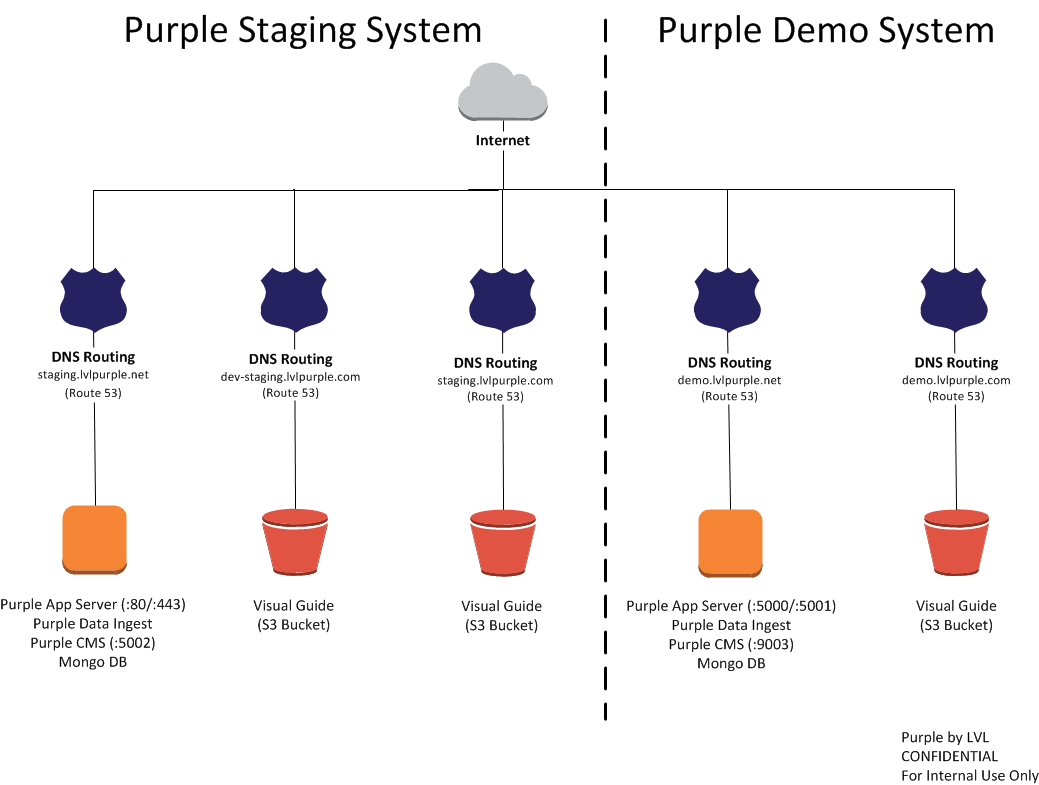 Purple Staging System
Purple Demo System
Internet
DNS Routing
staging.lvlpurple.net
(Route 53)
DNS Routing
dev-staging.lvlpurple.com
(Route 53)
DNS Routing
staging.lvlpurple.com
(Route 53)
DNS Routing
demo.lvlpurple.net
(Route 53)
DNS Routing
demo.lvlpurple.com
(Route 53)
Purple App Server (:80/:443)
Purple Data Ingest
Purple CMS (:5002)
Mongo DB
Visual Guide
(S3 Bucket)
Visual Guide
(S3 Bucket)
Purple App Server (:5000/:5001)
Purple Data Ingest
Purple CMS (:9003)
Mongo DB
Visual Guide
(S3 Bucket)
Purple by LVL
CONFIDENTIAL
For Internal Use Only